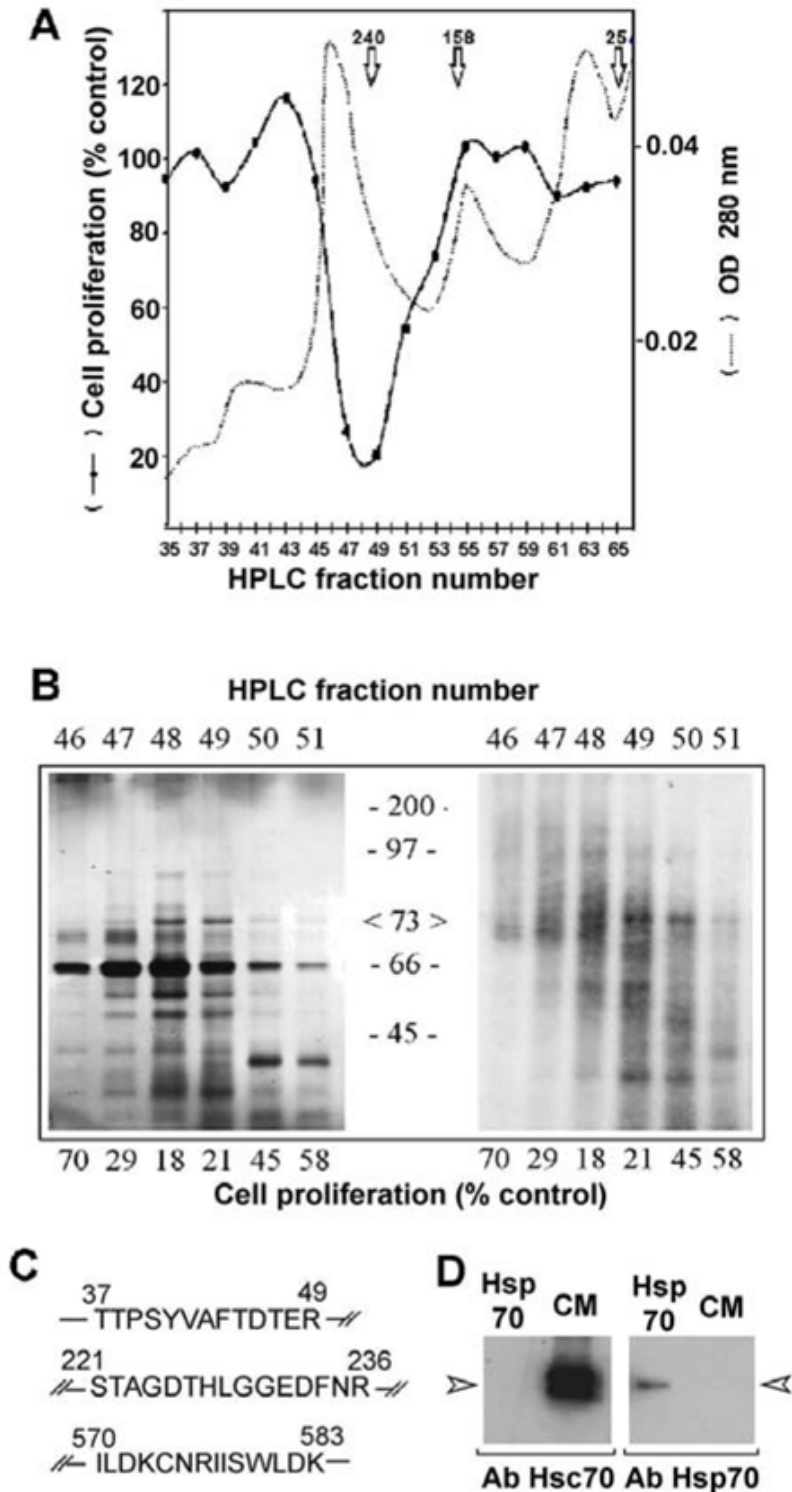 A
240 158 25
( ) Cell proliferation (% control)
120
100
80
60
40
20
0.04
0.02
( ) OD 280 nm
35 37 39 41 43 45 47 49 51 53 55 57 59 61 63 65
HPLC fraction number
B
HPLC fraction number
46 47 48 49 50 51
46 47 48 49 50 51
- 200 -
- 97 -
< 73 >
- 66 -
- 45 -
70 29 18 21 45 58
70 29 18 21 45 58
Cell proliferation (% control)
C
37 49
TTPSYVAFTDTER
221 236
STAGDTHLGGEDFNR
570 583
ILDKCNRIISWLDK
D
Hsp 70 CM
Hsp 70 CM
Ab Hsc70
Ab Hsp70